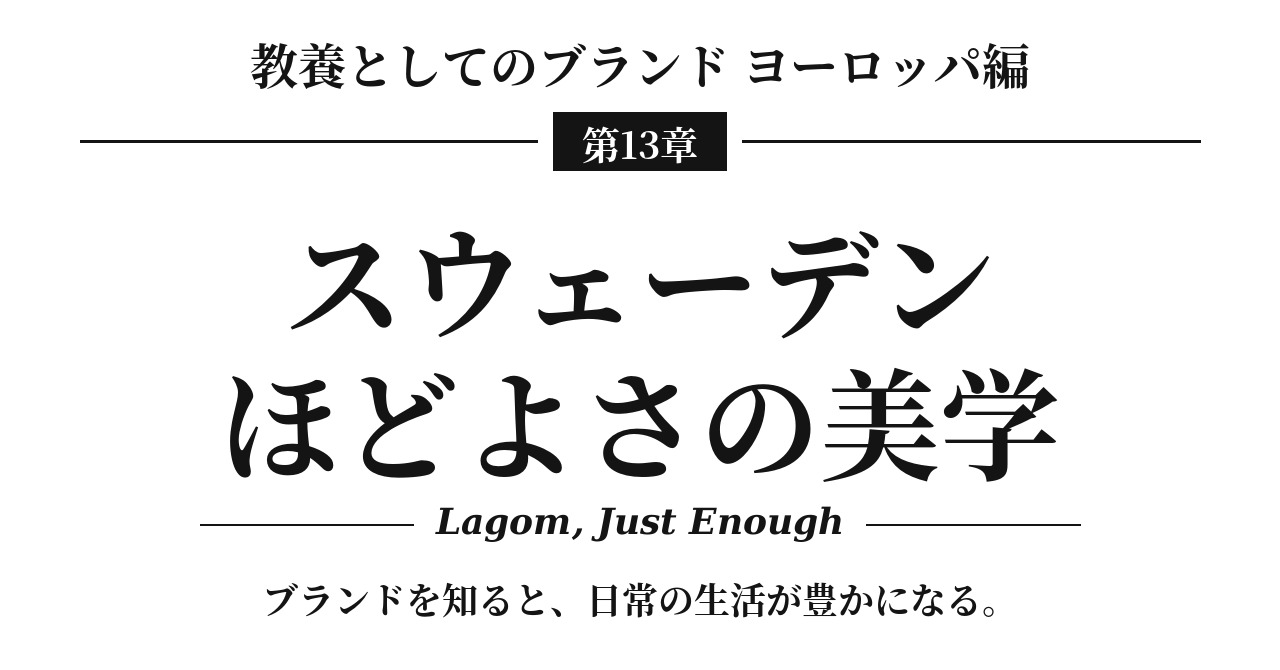 教養としてのブランド ヨーロッパ編
第13章
スウェーデン
ほどよさの美学
Lagom, Just Enough
ブランドを知ると、日常の生活が豊かになる。